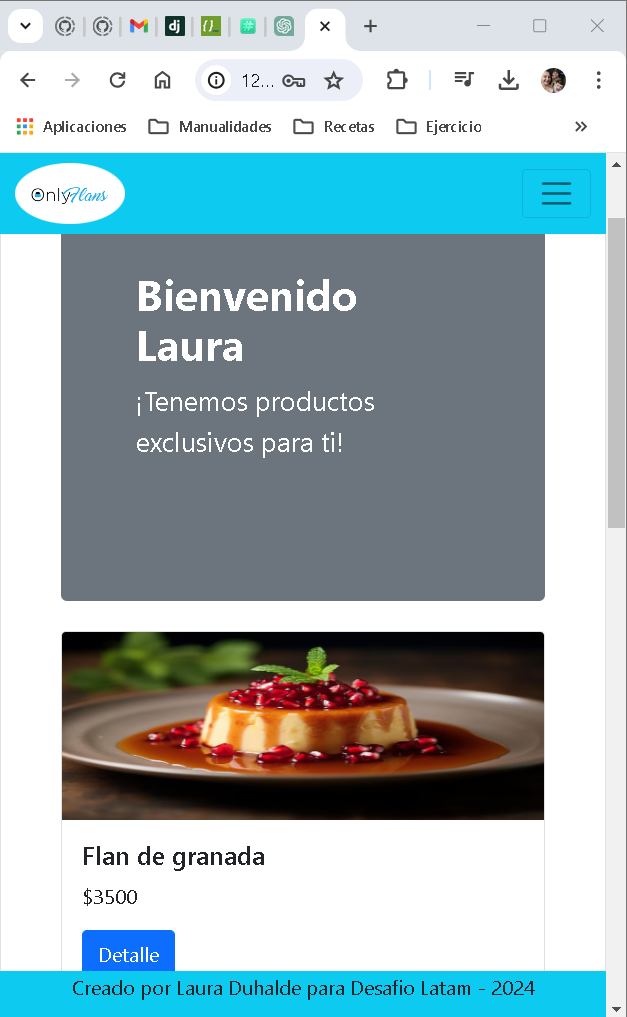 12...
Aplicaciones
Manualidades
Recetas
Ejercicio
OnlyFlans
Bienvenido
Laura
¡Tenemos productos
exclusivos para ti!
Flan de granada
$3500
Detalle
Creado por Laura Duhalde para Desafio Latam - 2024